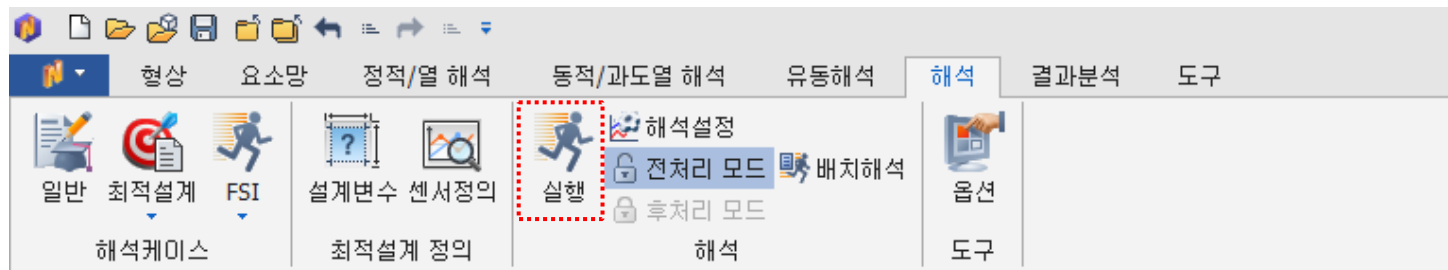 형상 요소망 정적/열 해석 동적/과도열 해석 유동해석 해석 결과분석 도구
일반 최적설계 FSI
해석케이스
? 설계변수 센서정의
최적설계 정의
실행
해석설정
전처리 모드
후처리 모드
배치해석
해석
옵션
도구